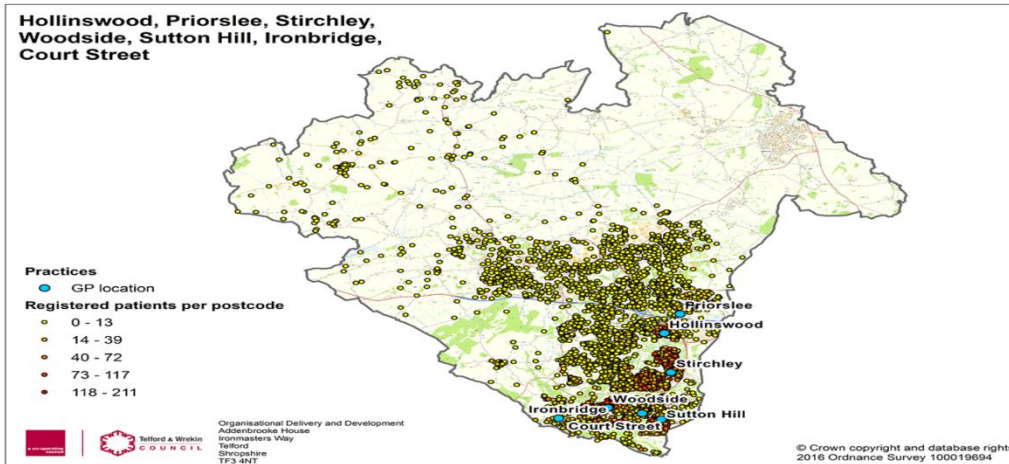 Hollinswood, Priorslee, Stirchley,
Woodside, Sutton Hill, Ironbridge,
Court Street
Priorslee
Hollinswood
Stirchley
Woodside
Ironbridge
Sutton Hill
Court Street
Practices
GP location
Registered patients per postcode
0 - 13
14 - 39
40 - 72
73 - 117
118 - 211
a co-operative
council
Telford & Wrekin
COUNCIL
Organisational Delivery and Development
Addenbrooke House
Ironmasters Way
Telford
Shropshire
TF3 4NT
© Crown copyright and database rights
2016 Ordnance Survey 100019694